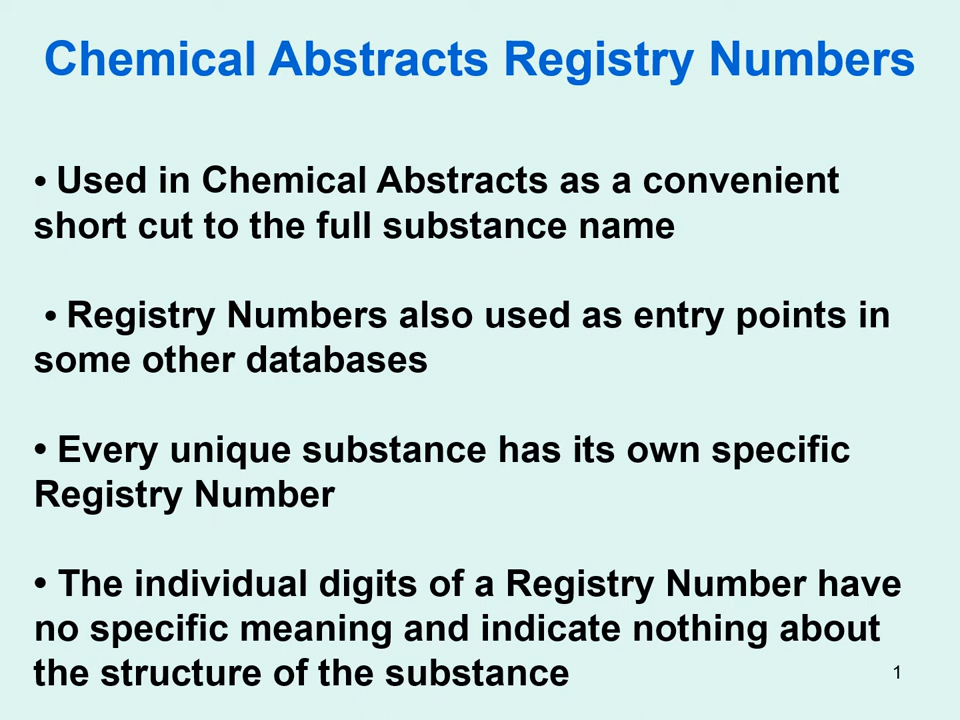 Chemical Abstracts Registry Numbers
• Used in Chemical Abstracts as a convenient
short cut to the full substance name
• Registry Numbers also used as entry points in
some other databases
• Every unique substance has its own specific
Registry Number
• The individual digits of a Registry Number have
no specific meaning and indicate nothing about
the structure of the substance
1